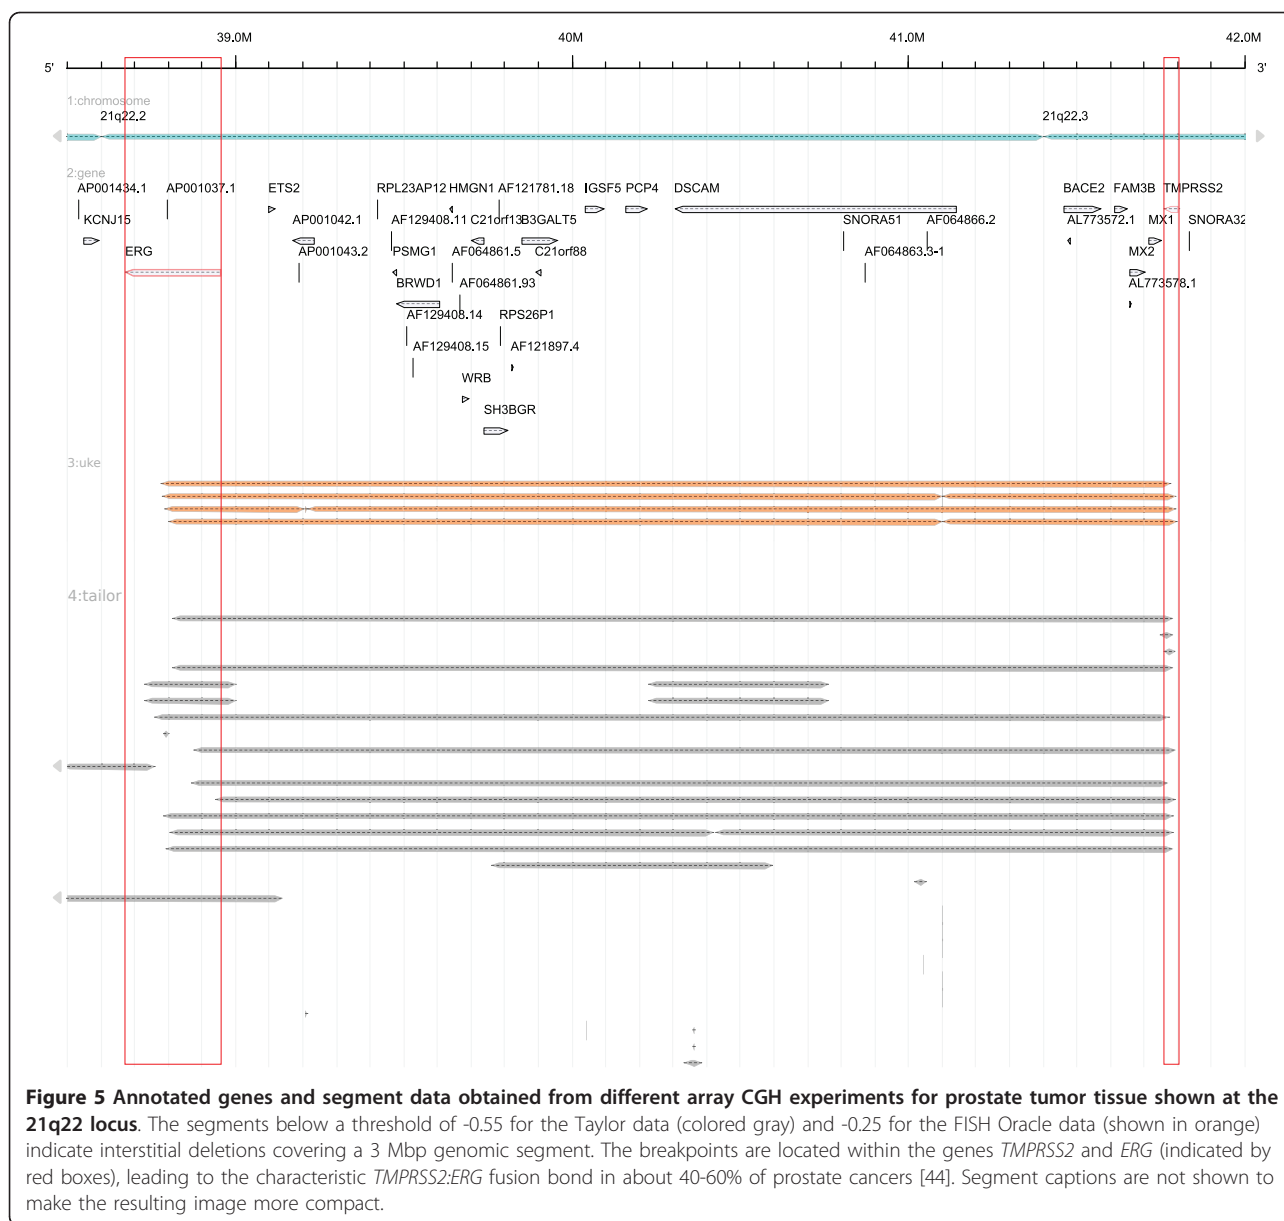 39.0M 40M 41.0M 42.0M
5' 3'
1:chromosome
21q22.2 21q22.3
2:gene
AP001434.1 AP001037.1 ETS2 RPL23AP12 HMGN1 AF121781.18 IGSF5 PCP4 DSCAM BACE2 FAM3B TMPRSS2
KCNJ15 AP001042.1 AF129408.11 C21orf13 B3GALT5 SNORA51 AF064866.2 AL773572.1 MX1 SNORA32
ERG AP001043.2 PSMG1 AF064861.5 C21orf88 AF064863.3-1 MX2
BRWD1 AF064861.93 AL773578.1
AF129408.14 RPS26P1
AF129408.15 AF121897.4
WRB
SH3BGR
3:uke
4:tailor
Figure 5 Annotated genes and segment data obtained from different array CGH experiments for prostate tumor tissue shown at the
21q22 locus. The segments below a threshold of -0.55 for the Taylor data (colored gray) and -0.25 for the FISH Oracle data (shown in orange)
indicate interstitial deletions covering a 3 Mbp genomic segment. The breakpoints are located within the genes TMPRSS2 and ERG (indicated by
red boxes), leading to the characteristic TMPRSS2:ERG fusion bond in about 40-60% of prostate cancers [44]. Segment captions are not shown to
make the resulting image more compact.